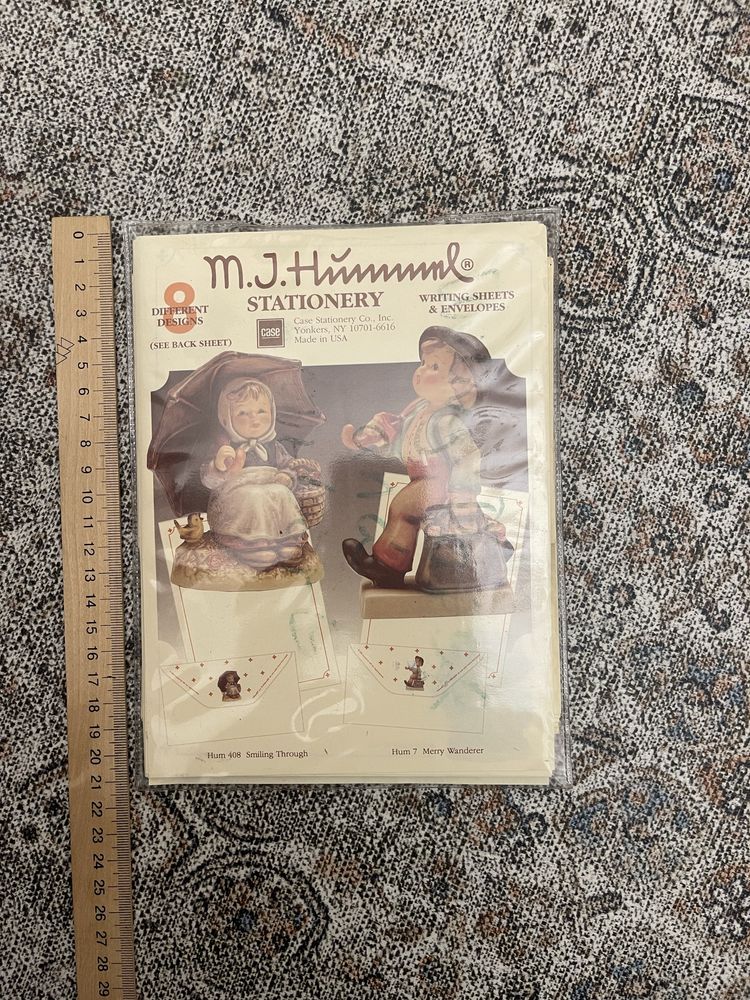 M.J. Hummel®
STATIONERY
8
DIFFERENT
DESIGNS
(SEE BACK SHEET)
case
Case Stationery Co., Inc.
Yonkers, NY 10701-6616
Made in USA
WRITING SHEETS
& ENVELOPES
Hum 408 Smiling Through
Hum 7 Merry Wanderer
0
1
2
3
4
5
6
7
8
9
10
11
12
13
14
15
16
17
18
19
20
21
22
23
24
25
26
27
28
29